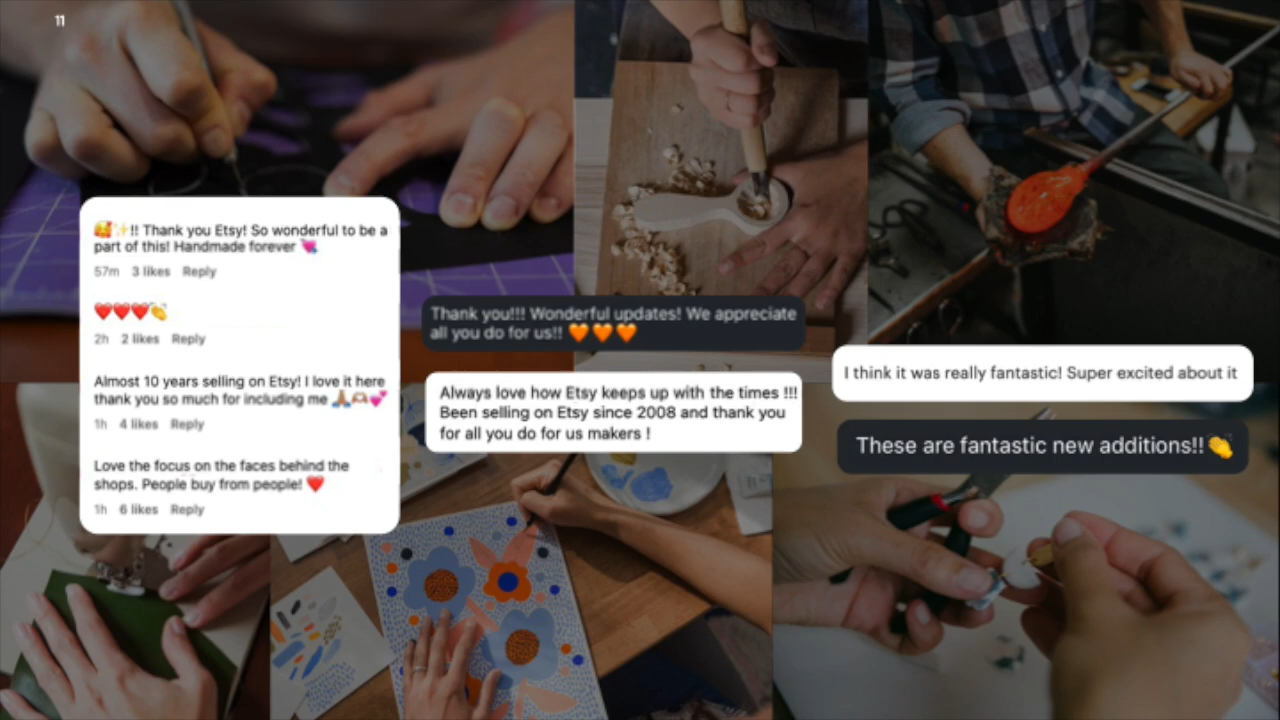 11
🥰✨!! Thank you Etsy! So wonderful to be a
part of this! Handmade forever 💘
57m 3 likes Reply
❤️❤️❤️👏
2h 2 likes Reply
Almost 10 years selling on Etsy! I love it here
thank you so much for including me 🙏🏽🫶🏽💞
1h 4 likes Reply
Love the focus on the faces behind the
shops. People buy from people! ❤️
1h 6 likes Reply
Thank you!!! Wonderful updates! We appreciate
all you do for us!! 🧡🧡🧡
Always love how Etsy keeps up with the times !!!
Been selling on Etsy since 2008 and thank you
for all you do for us makers !
I think it was really fantastic! Super excited about it
These are fantastic new additions!!👏